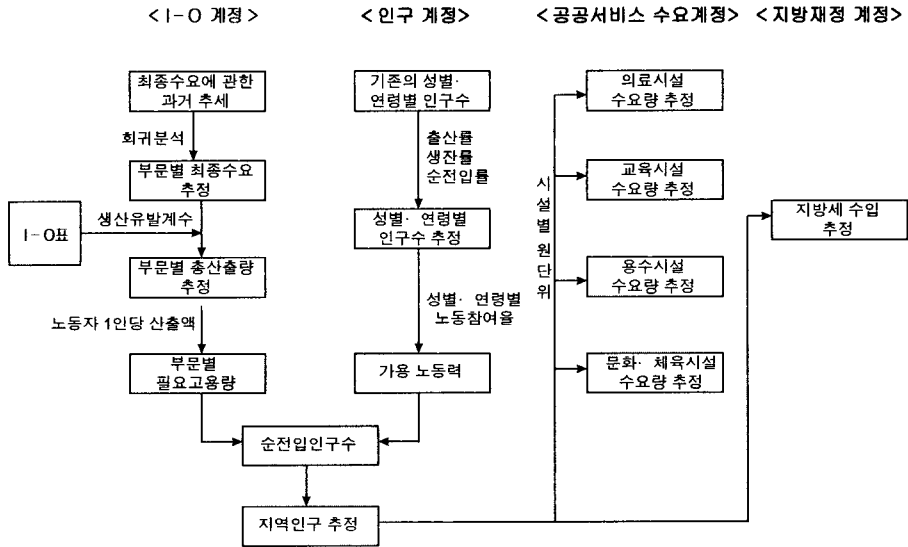 < I-O 계정 >
< 인구 계정 >
< 공공서비스 수요계정 >
< 지방재정 계정 >
최종수요에 관한
과거 추세
회귀분석
부문별 최종수요
추정
I-O표
생산유발계수
부문별 총산출량
추정
노동자 1인당 산출액
부문별
필요고용량
기존의 성별·
연령별 인구수
출산률
생잔률
순전입률
성별· 연령별
인구수 추정
성별· 연령별
노동참여율
가용 노동력
순전입인구수
지역인구 추정
시설별 원단위
의료시설
수요량 추정
교육시설
수요량 추정
용수시설
수요량 추정
문화· 체육시설
수요량 추정
지방세 수입
추정